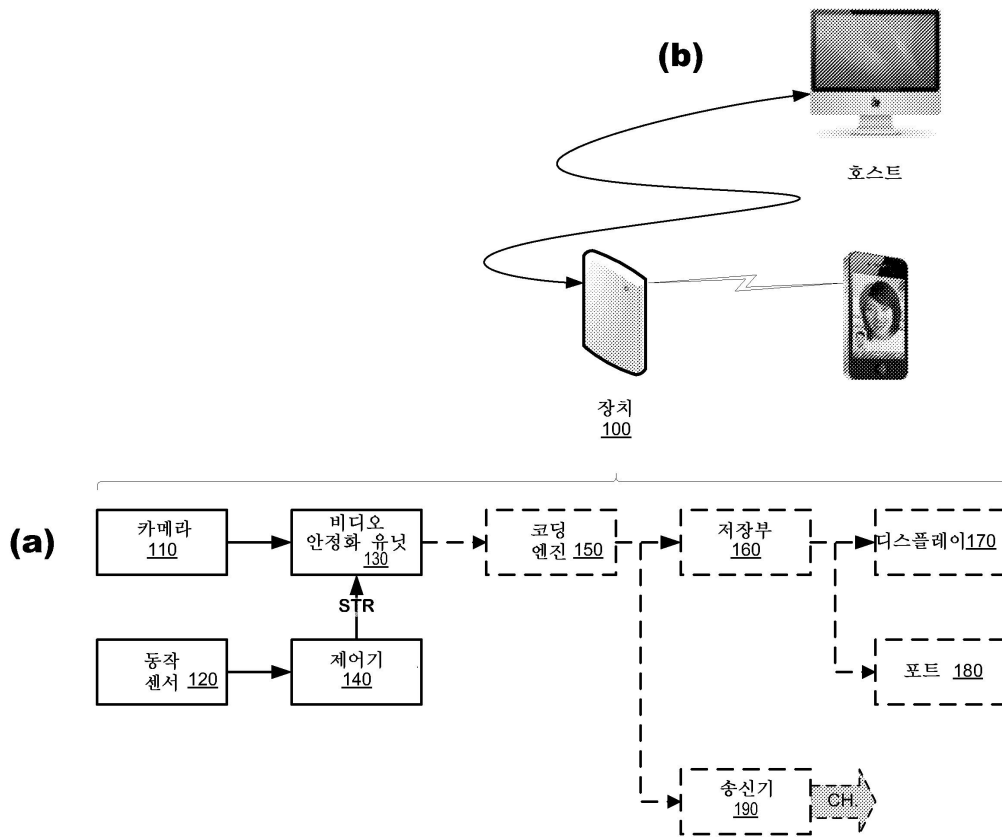 (b)
호스트
장치
100
(a)
카메라
110
비디오
안정화 유닛
130
코딩
엔진 150
저장부
160
디스플레이170
STR
동작
센서 120
제어기
140
포트 180
송신기
190
CH.